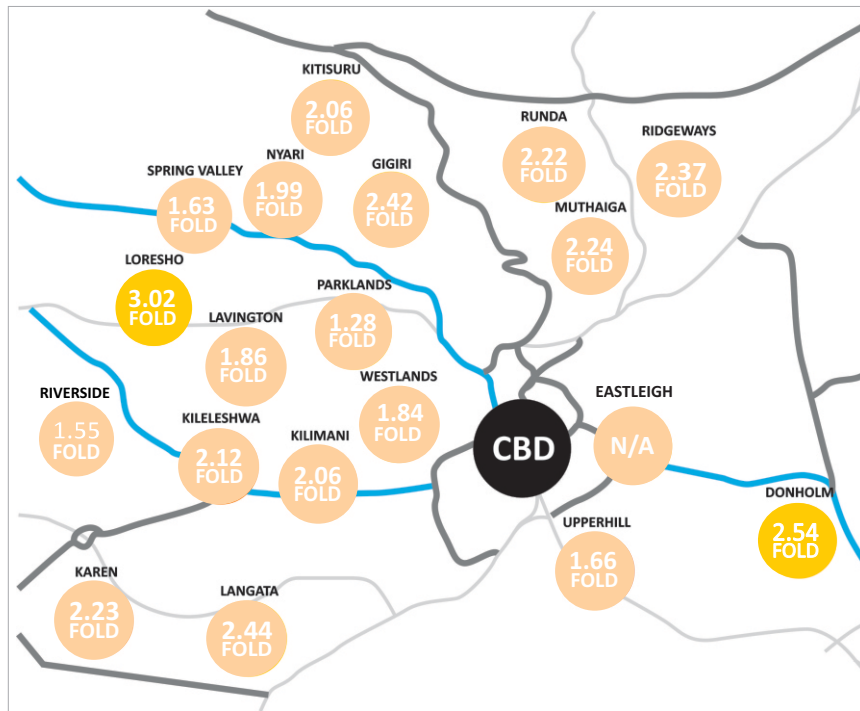 KITISURU
2.06
FOLD
RUNDA
2.22
FOLD
RIDGEWAYS
2.37
FOLD
NYARI
1.99
FOLD
GIGIRI
2.42
FOLD
SPRING VALLEY
1.63
FOLD
MUTHAIGA
2.24
FOLD
LORESHO
3.02
FOLD
PARKLANDS
1.28
FOLD
LAVINGTON
1.86
FOLD
WESTLANDS
1.84
FOLD
RIVERSIDE
1.55
FOLD
KILELESHWA
2.12
FOLD
KILIMANI
2.06
FOLD
CBD
EASTLEIGH
N/A
DONHOLM
2.54
FOLD
UPPERHILL
1.66
FOLD
KAREN
2.23
FOLD
LANGATA
2.44
FOLD